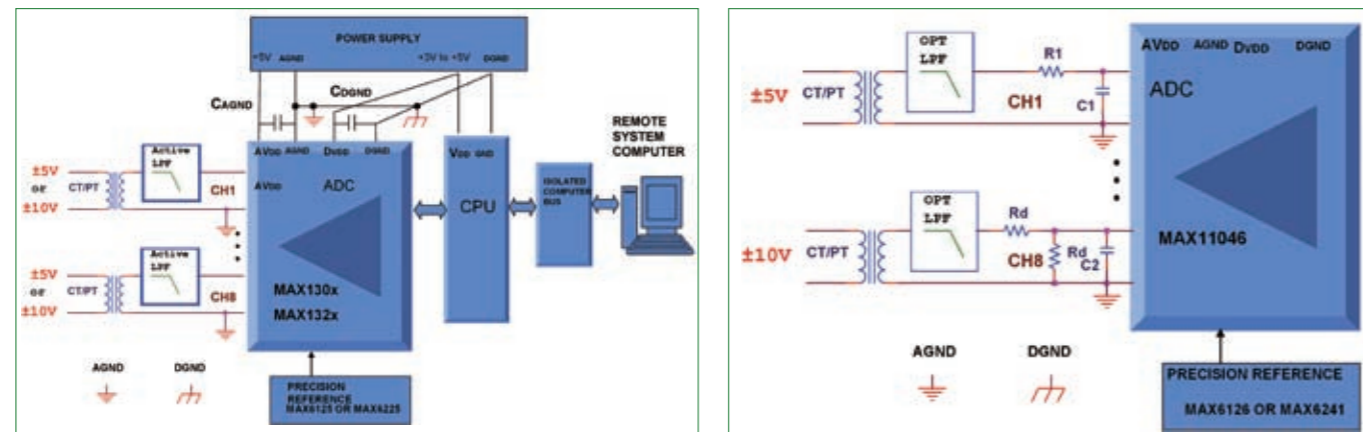 POWER SUPPLY
+5V AGND
+3V to +5V DGND
CAGND
CDGND
REMOTE
SYSTEM
COMPUTER
AVDD AGND DVDD DGND
VDD GND
±5V
or
±10V
CT/PT
Active
LPF
CH1
AVDD
ADC
CPU
ISOLATED
COMPUTER
BUS
±5V
or
±10V
CT/PT
Active
LPF
CH8
MAX130x
MAX132x
AGND
DGND
PRECISION
REFERENCE
MAX6125 OR MAX6225
±5V
CT/PT
OPT
LPF
R1
CH1
C1
AVDD AGND DVDD DGND
ADC
±10V
CT/PT
OPT
LPF
Rd
CH8
Rd
C2
MAX11046
AGND
DGND
PRECISION REFERENCE
MAX6126 OR MAX6241